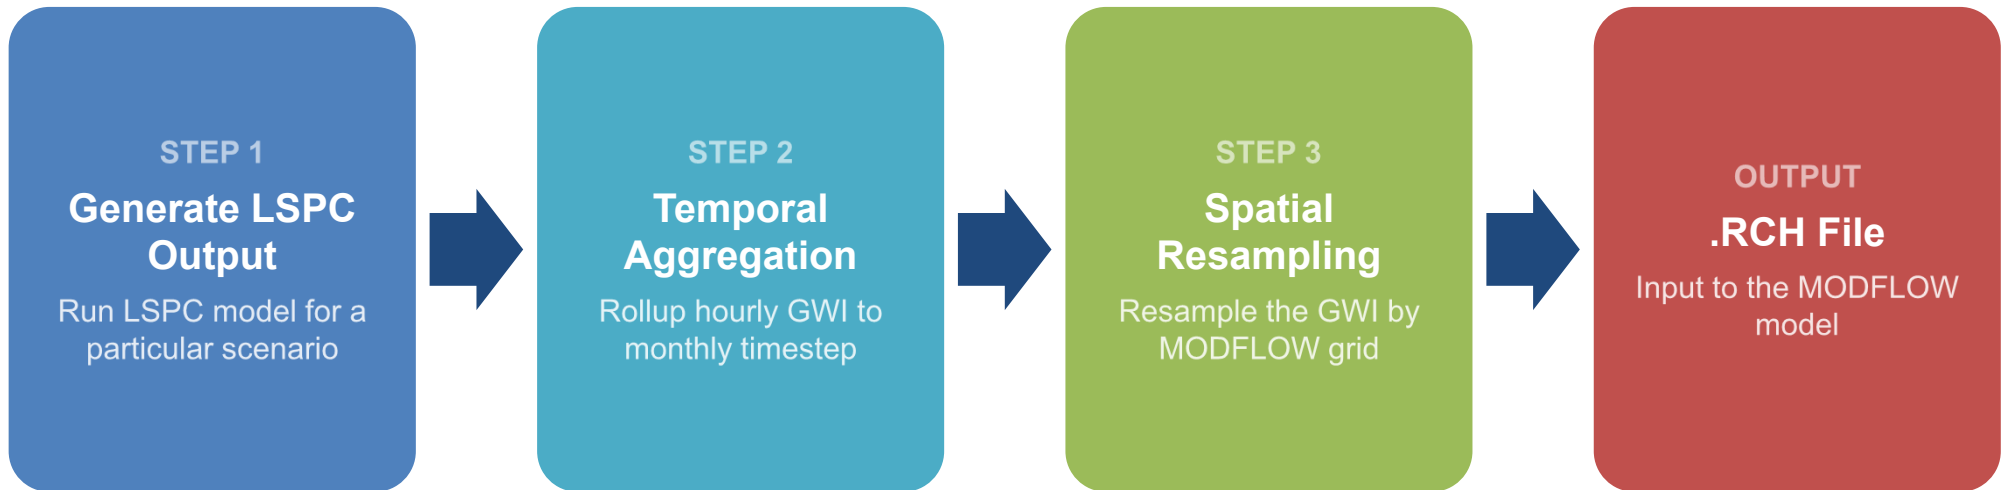 STEP 1
Generate LSPC
Output
Run LSPC model for a
particular scenario
STEP 2
Temporal
Aggregation
Rollup hourly GWI to
monthly timestep
STEP 3
Spatial
Resampling
Resample the GWI by
MODFLOW grid
OUTPUT
.RCH File
Input to the MODFLOW
model